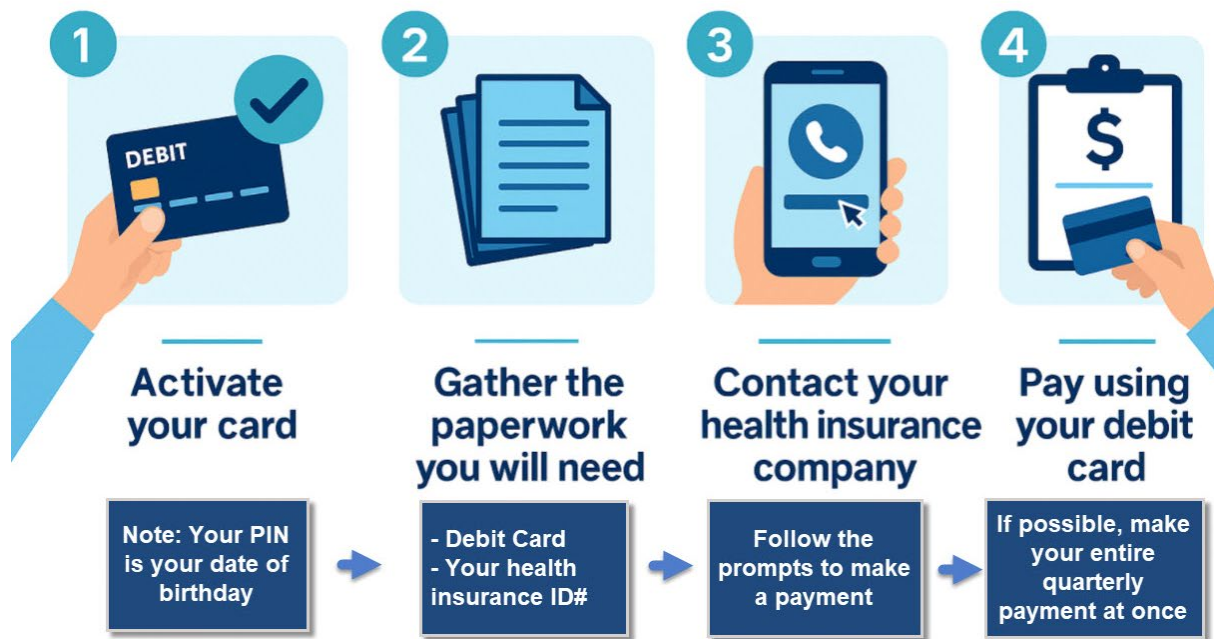 1
DEBIT
Activate
your card
Note: Your PIN
is your date of
birthday
2
Gather the
paperwork
you will need
- Debit Card
- Your health
insurance ID#
3
Contact your
health insurance
company
Follow the
prompts to make
a payment
4
$
Pay using
your debit
card
If possible, make
your entire
quarterly
payment at once